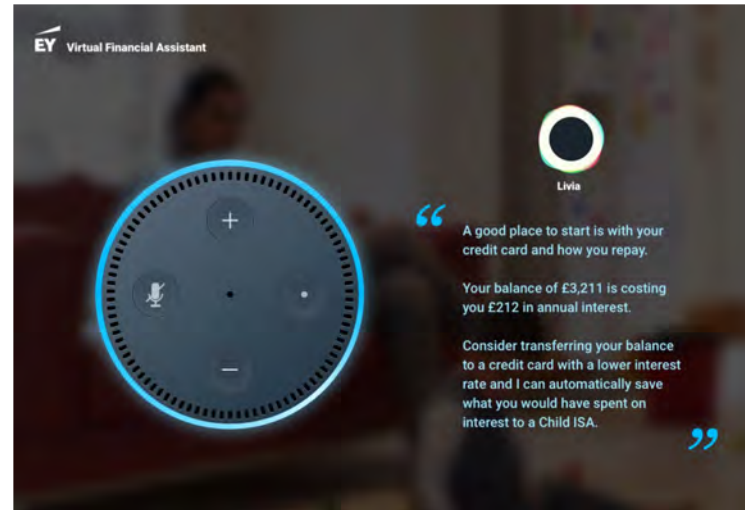 EY Virtual Financial Assistant
Livia
“
A good place to start is with your
credit card and how you repay.
Your balance of £3,211 is costing
you £212 in annual interest.
Consider transferring your balance
to a credit card with a lower interest
rate and I can automatically save
what you would have spent on
interest to a Child ISA.
”